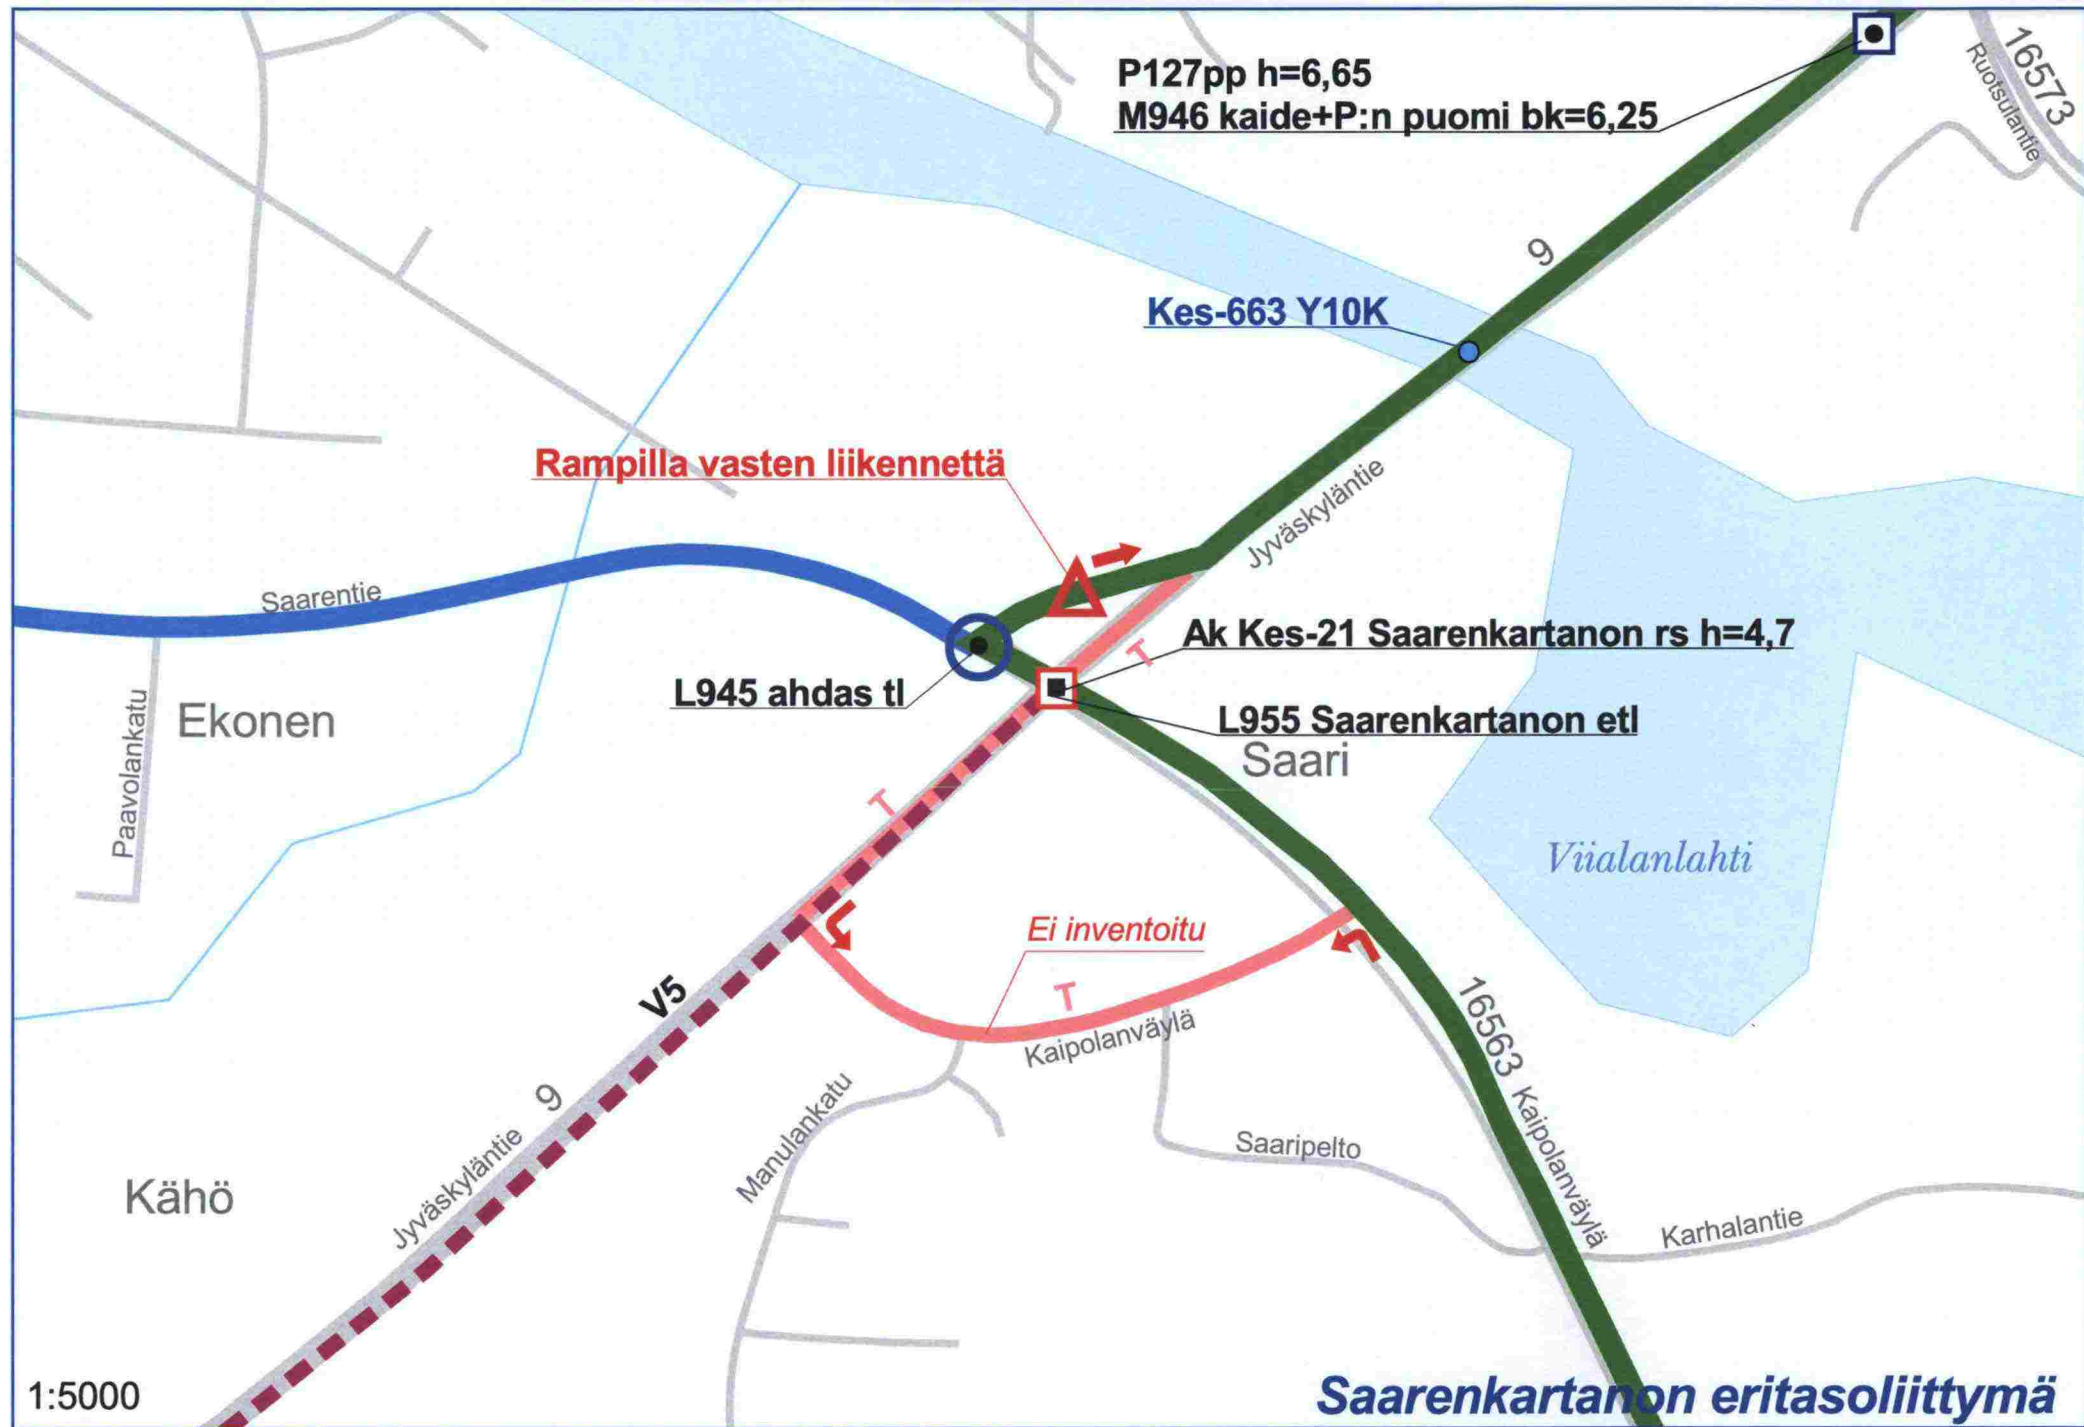 P127pp h=6,65
M946 kaide+P:n puomi bk=6,25
16573
Ruotsulantie
9
Kes-663 Y10K
Rampilla vasten liikennettä
Jyväskyläntie
Saarentie
Ak Kes-21 Saarenkartanon rs h=4,7
T
L945 ahdas tl
L955 Saarenkartanon etl
Ekonen
Saari
Paavolankatu
T
Viialanlahti
Ei inventoitu
V5
T
Kaipolanväylä
16563
Kaipolanväylä
9
Jyväskyläntie
Manulankatu
Saaripelto
Kähö
Karhalantie
1:5000
Saarenkartanon eritasoliittymä